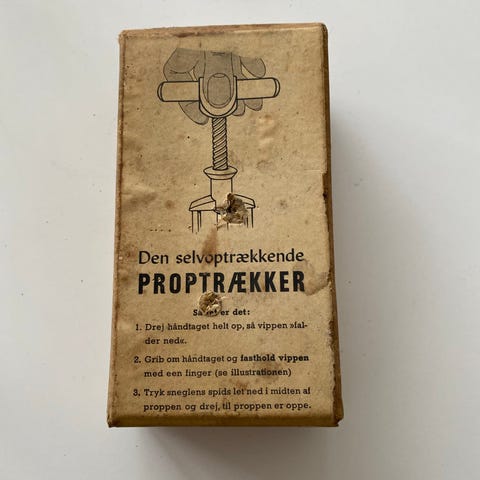 Den selvoptrækkende
PROPTRÆKKER
er det:
1. Drej håndtaget helt op, så vippen »fal-
der ned«.
2. Grib om håndtaget og fasthold vippen
med een finger (se illustrationen)
3. Tryk sneglens spids let ned i midten af
proppen og drej, til proppen er oppe.